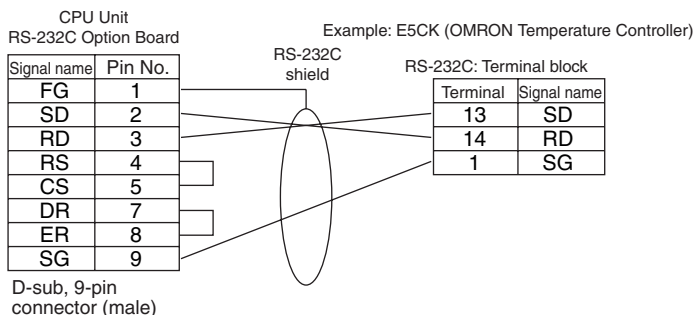 CPU Unit
RS-232C Option Board
Example: E5CK (OMRON Temperature Controller)
RS-232C
shield
RS-232C: Terminal block
Signal name Pin No.
FG 1
SD 2
RD 3
RS 4
CS 5
DR 7
ER 8
SG 9
Terminal Signal name
13 SD
14 RD
1 SG
D-sub, 9-pin
connector (male)